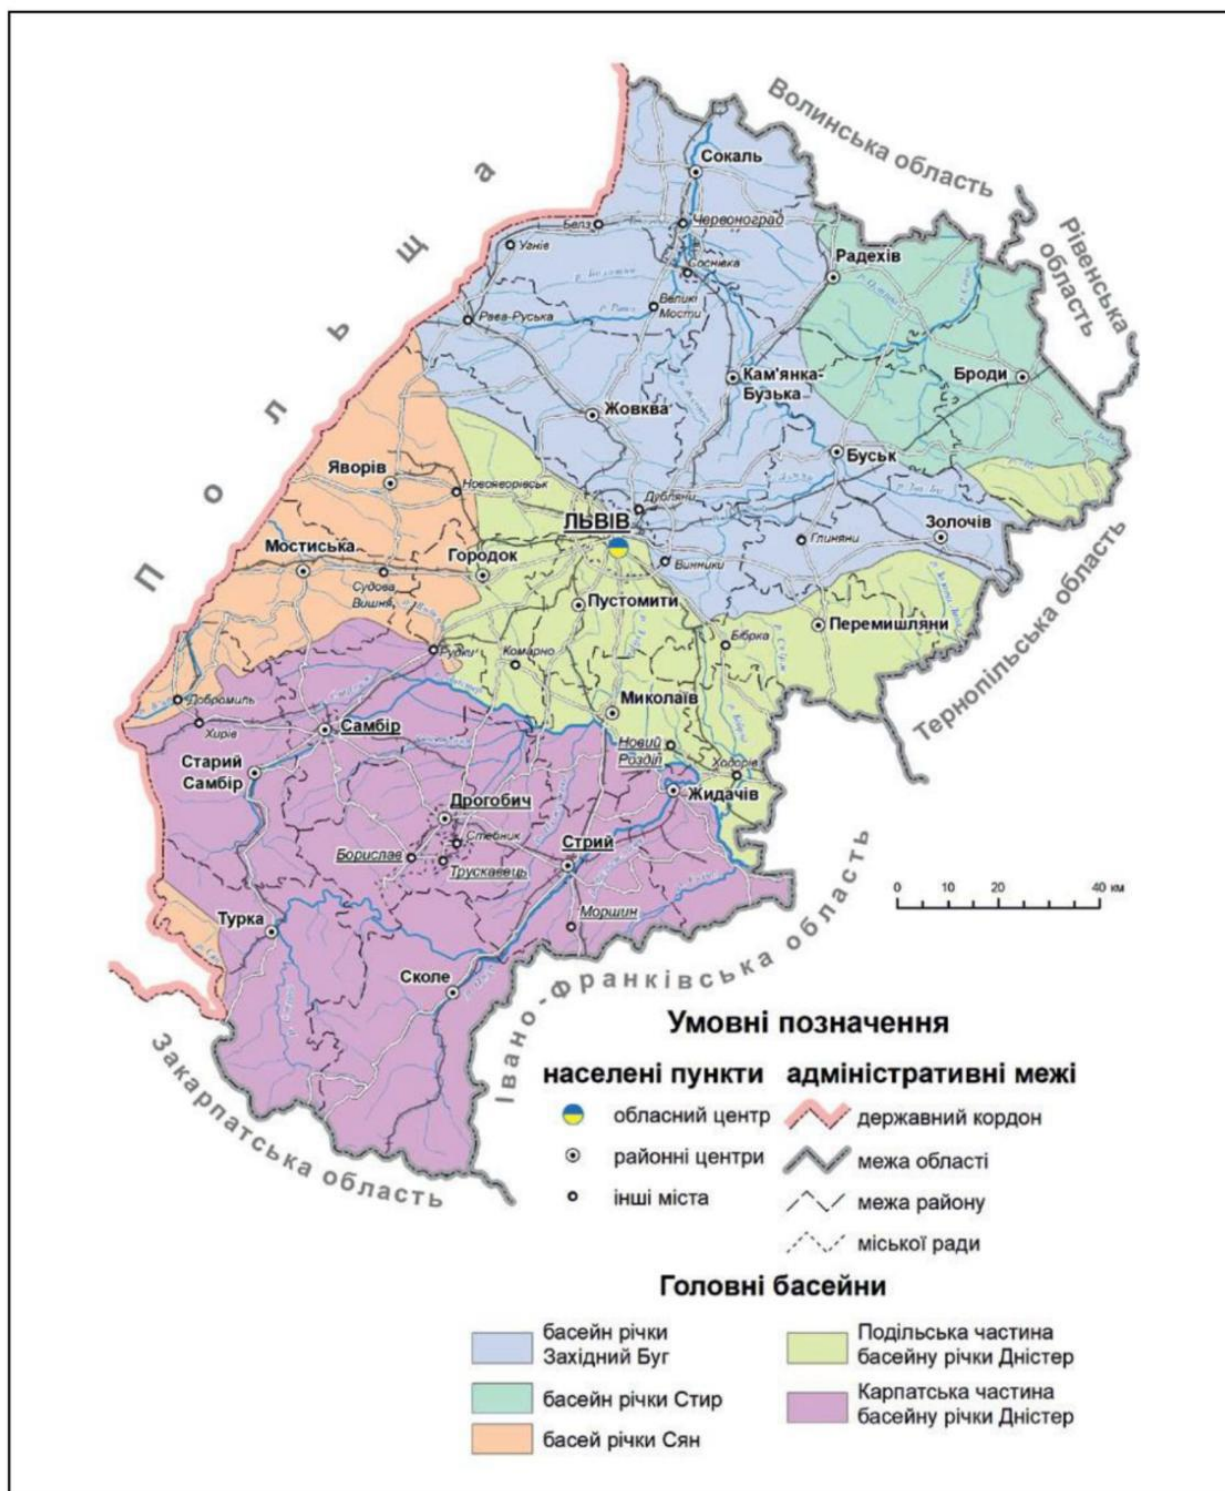 Польща
Волинська область
Рівенська
область
Сокаль
Белз
Червоноград
Угнів
Соснівка
Радехів
Рава-Руська
Великі
Мости
Кам'янка-
Бузька
Броди
Жовква
Буськ
Яворів
Новояворівськ
Дубляни
ЛЬВІВ
Золочів
Глиняни
Мостиська
Городок
Винники
Судова
Вишня
Пустомити
Перемишляни
Бібрка
Рудки
Комарно
Тернопільська область
Добромиль
Миколаїв
Хирів
Самбір
Новий
Розділ
Ходорів
Старий
Самбір
Жидачів
Дрогобич
Стебник
Стрий
Борислав
Трускавець
Моршин
Турка
Сколе
Івано-Франківська область
Закарпатська область
0 10 20 40 км
Умовні позначення
населені пункти
обласний центр
районні центри
інші міста
адміністративні межі
державний кордон
межа області
межа району
міської ради
Головні басейни
басейн річки
Західний Буг
басейн річки Стир
басей річки Сян
Подільська частина
басейну річки Дністер
Карпатська частина
басейну річки Дністер